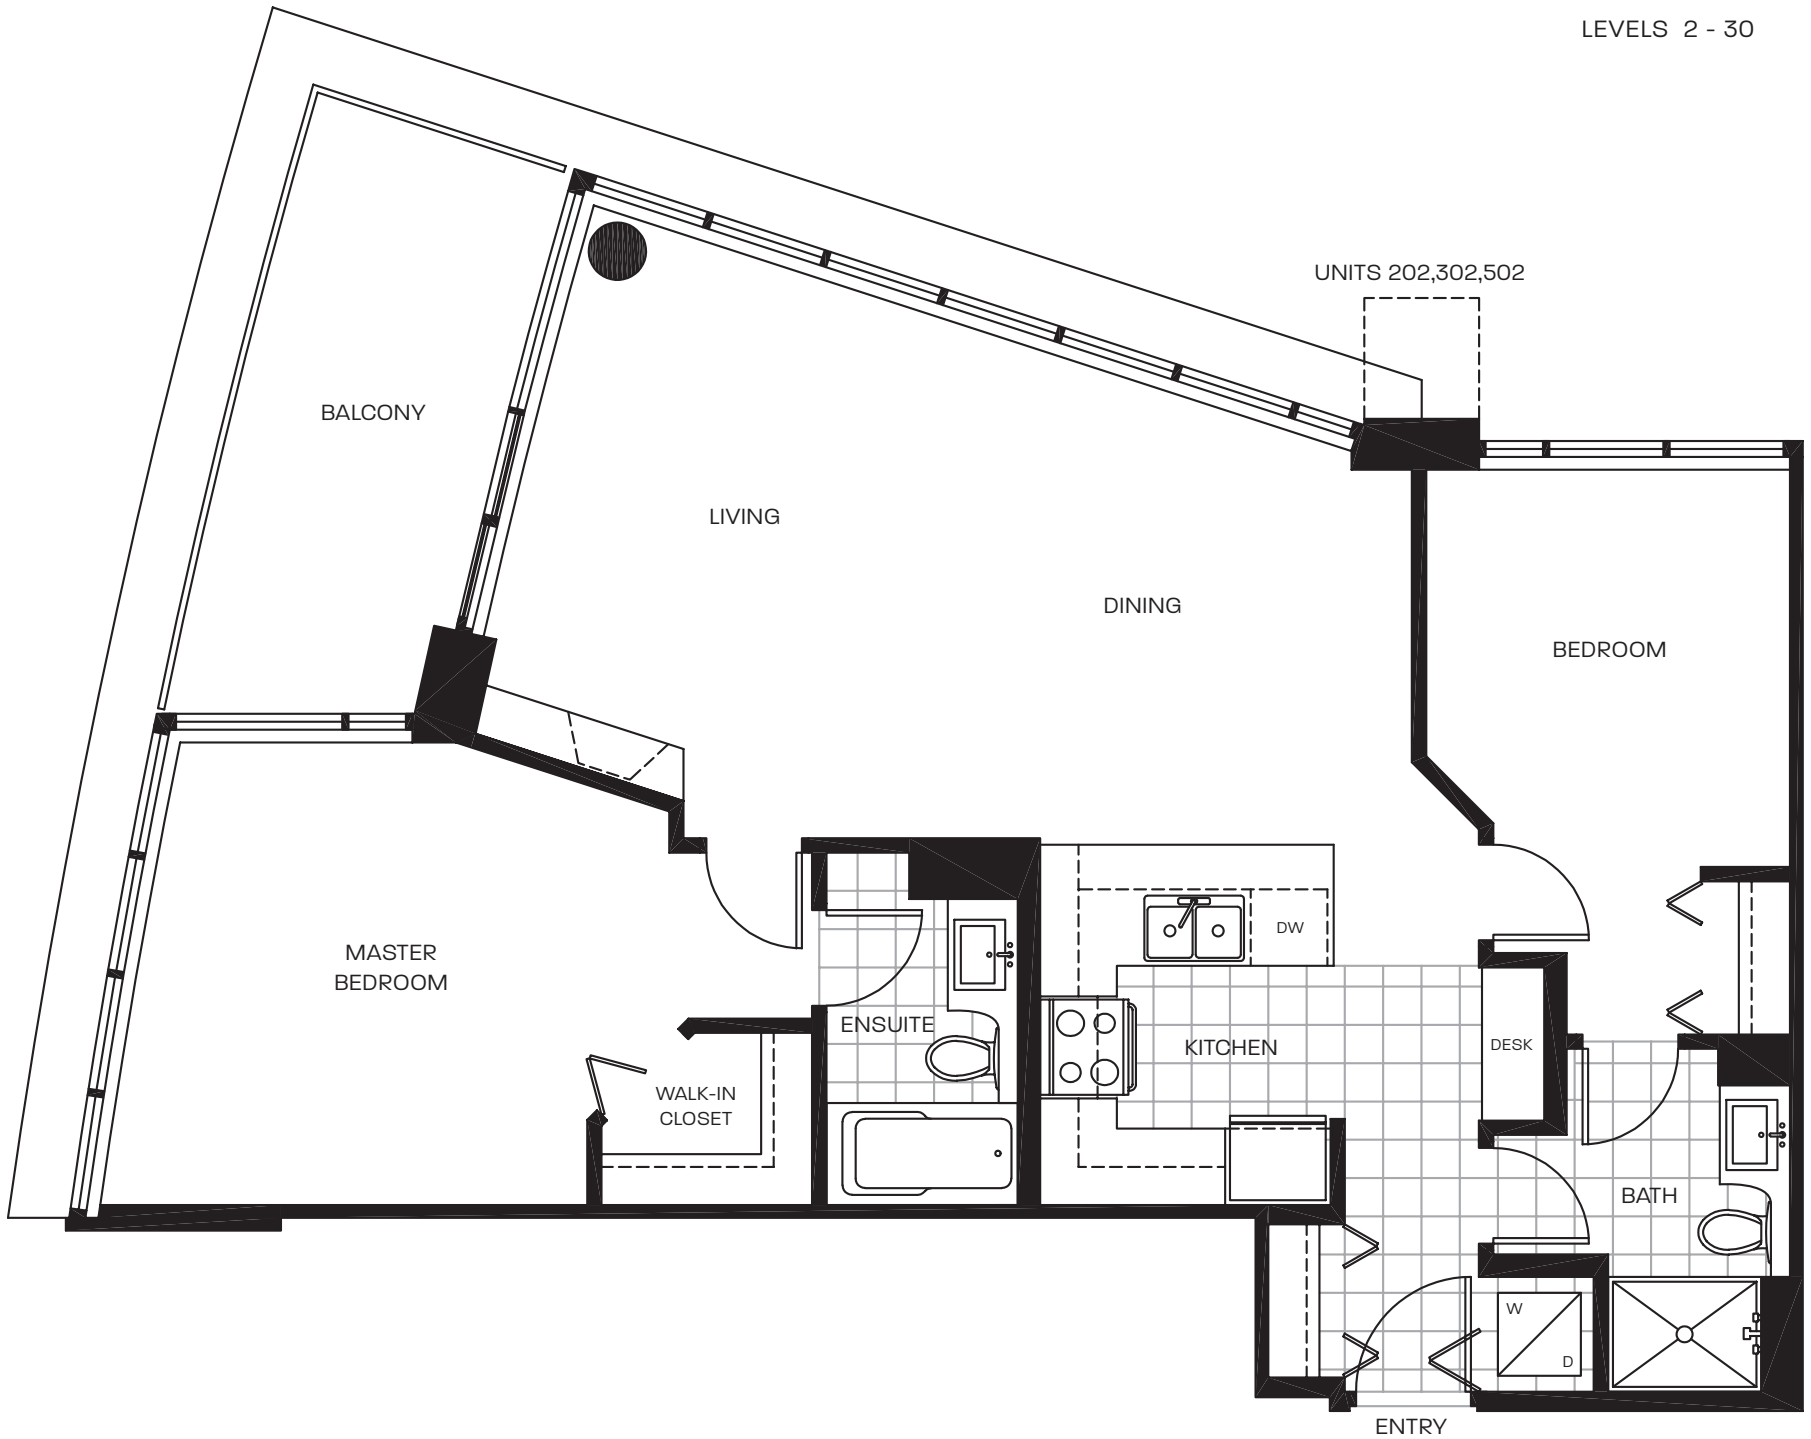 LEVELS 2 - 30
UNITS 202,302,502
BALCONY
LIVING
DINING
BEDROOM
DW
MASTER
BEDROOM
ENSUITE
KITCHEN
DESK
WALK-IN
CLOSET
BATH
W
D
ENTRY